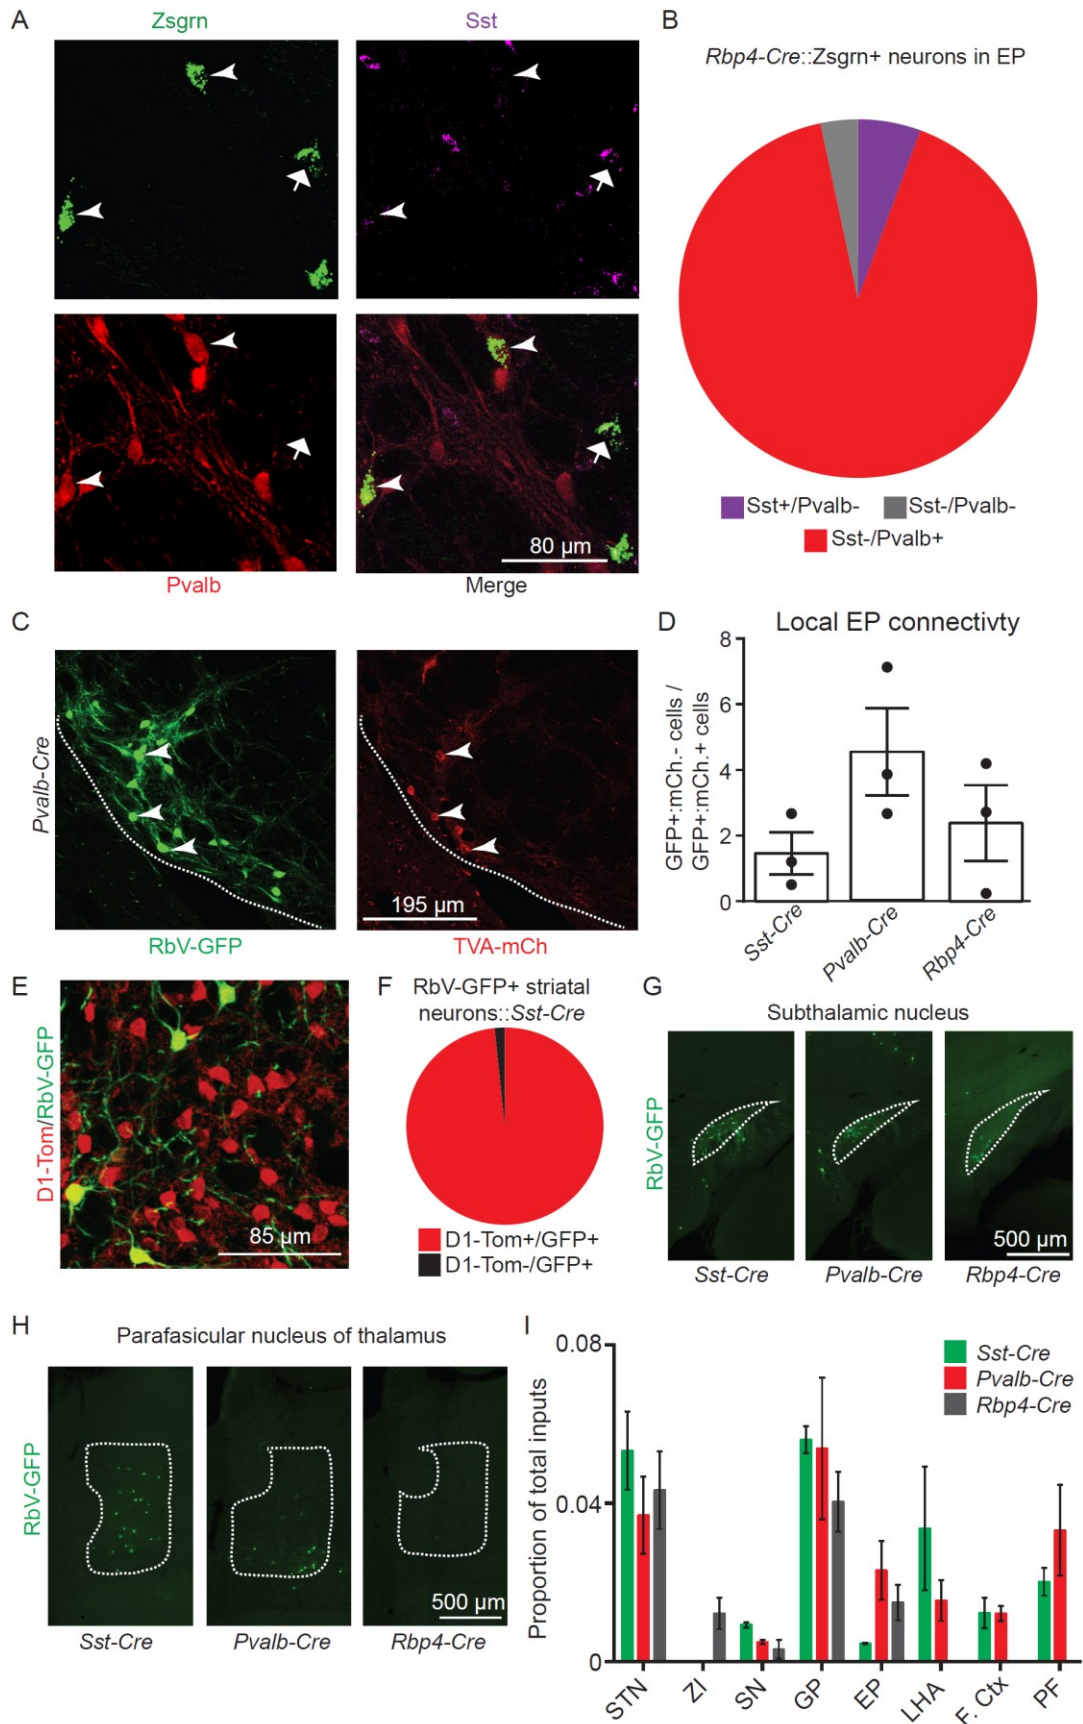 A
Zsgrn
Sst
Pvalb
Merge
80 µm
B
Rbp4-Cre::Zsgrn+ neurons in EP
Sst+/Pvalb-
Sst-/Pvalb-
Sst-/Pvalb+
C
Pvalb-Cre
195 µm
RbV-GFP
TVA-mCh
D
Local EP connectivty
GFP+:mCh.- cells /
GFP+:mCh.+ cells
8
6
4
2
0
Sst-Cre
Pvalb-Cre
Rbp4-Cre
E
D1-Tom/RbV-GFP
85 µm
F
RbV-GFP+ striatal
neurons::Sst-Cre
D1-Tom+/GFP+
D1-Tom-/GFP+
G
Subthalamic nucleus
RbV-GFP
500 µm
Sst-Cre
Pvalb-Cre
Rbp4-Cre
H
Parafasicular nucleus of thalamus
RbV-GFP
500 µm
Sst-Cre
Pvalb-Cre
Rbp4-Cre
I
Proportion of total inputs
0.08
0.04
0
Sst-Cre
Pvalb-Cre
Rbp4-Cre
STN
ZI
SN
GP
EP
LHA
F. Ctx
PF